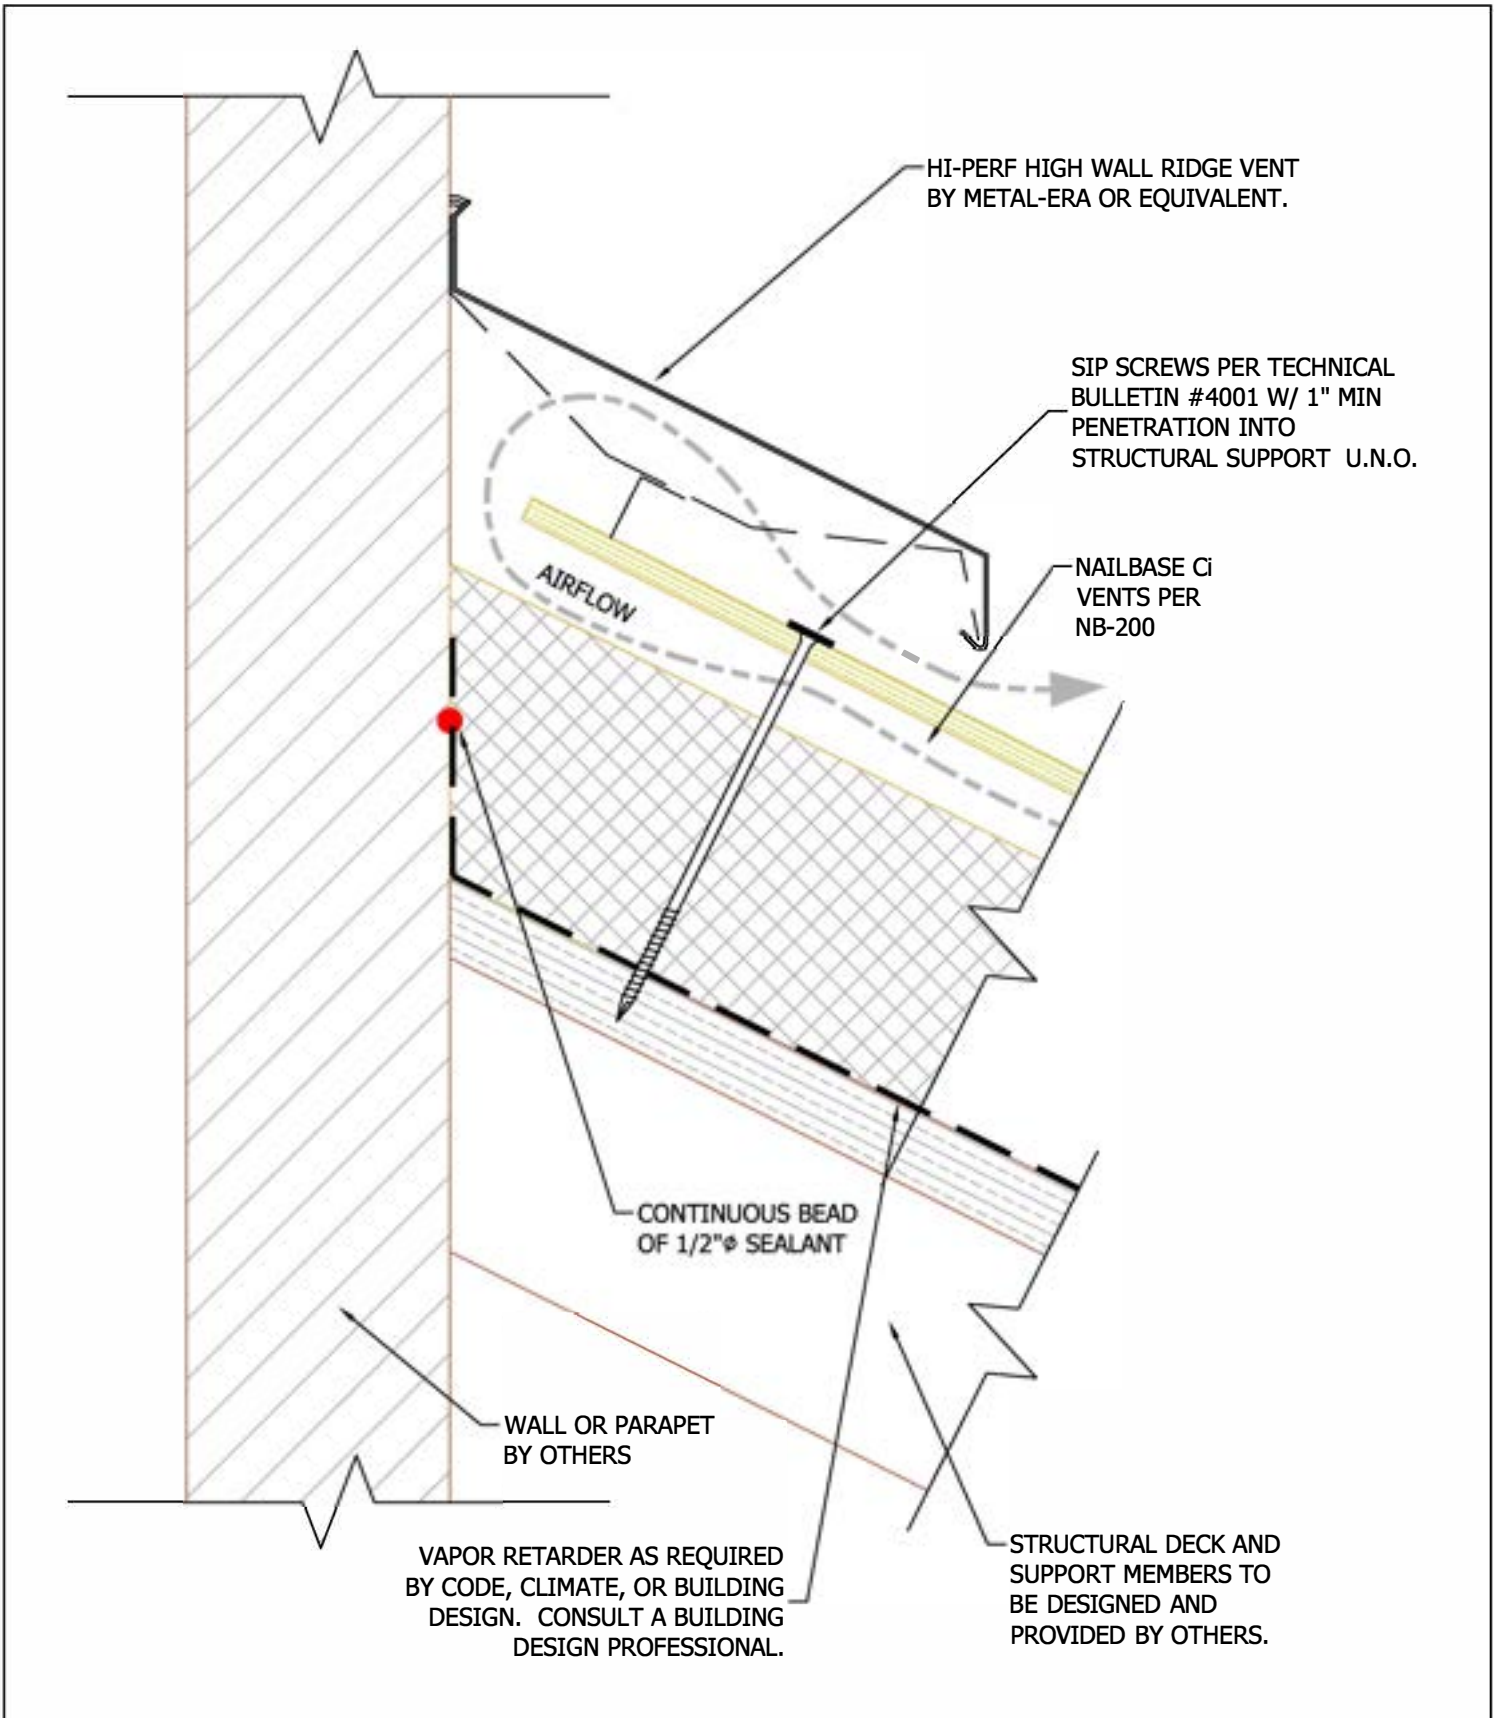 HI-PERF HIGH WALL RIDGE VENT
BY METAL-ERA OR EQUIVALENT.
SIP SCREWS PER TECHNICAL
BULLETIN #4001 W/ 1" MIN
PENETRATION INTO
STRUCTURAL SUPPORT U.N.O.
NAILBASE Ci
VENTS PER
NB-200
AIRFLOW
CONTINUOUS BEAD
OF 1/2"ø SEALANT
WALL OR PARAPET
BY OTHERS
VAPOR RETARDER AS REQUIRED
BY CODE, CLIMATE, OR BUILDING
DESIGN. CONSULT A BUILDING
DESIGN PROFESSIONAL.
STRUCTURAL DECK AND
SUPPORT MEMBERS TO
BE DESIGNED AND
PROVIDED BY OTHERS.